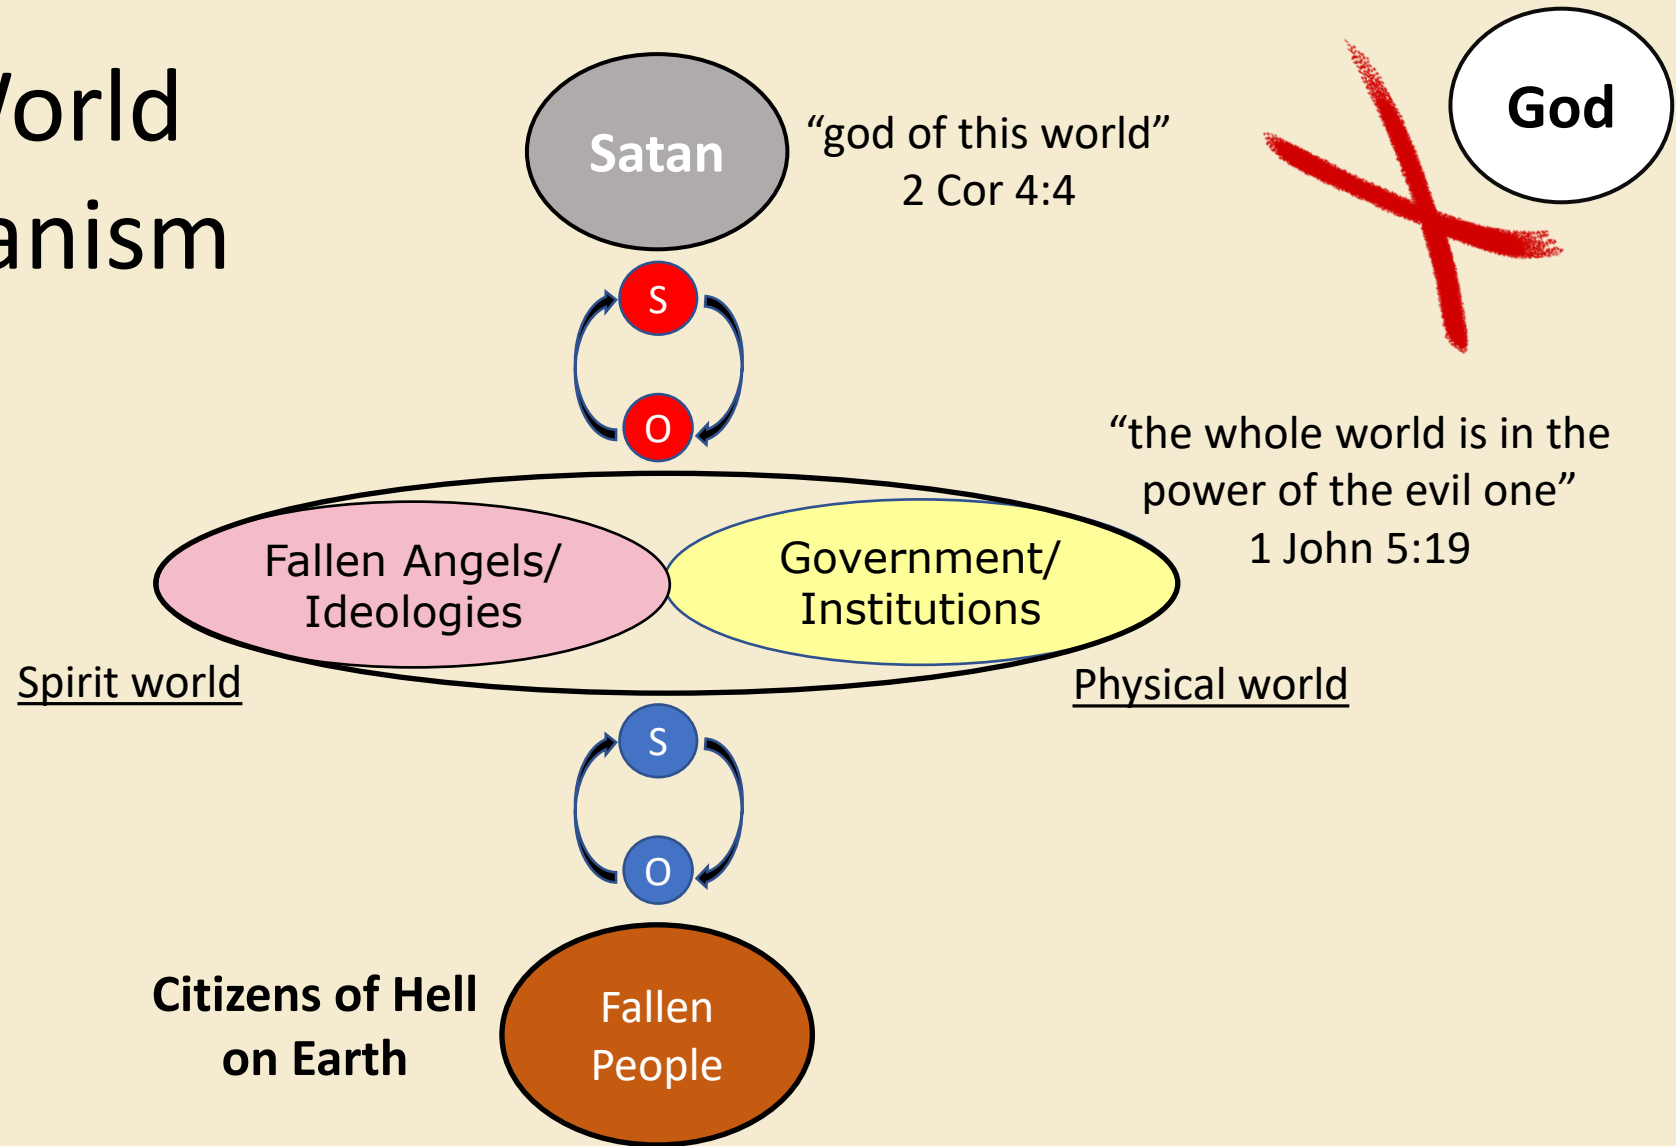 World
anism
God
Satan
“god of this world”
2 Cor 4:4
S
O
“the whole world is in the
power of the evil one”
1 John 5:19
Fallen Angels/
Ideologies
Government/
Institutions
Spirit world
Physical world
S
O
Citizens of Hell
on Earth
Fallen
People